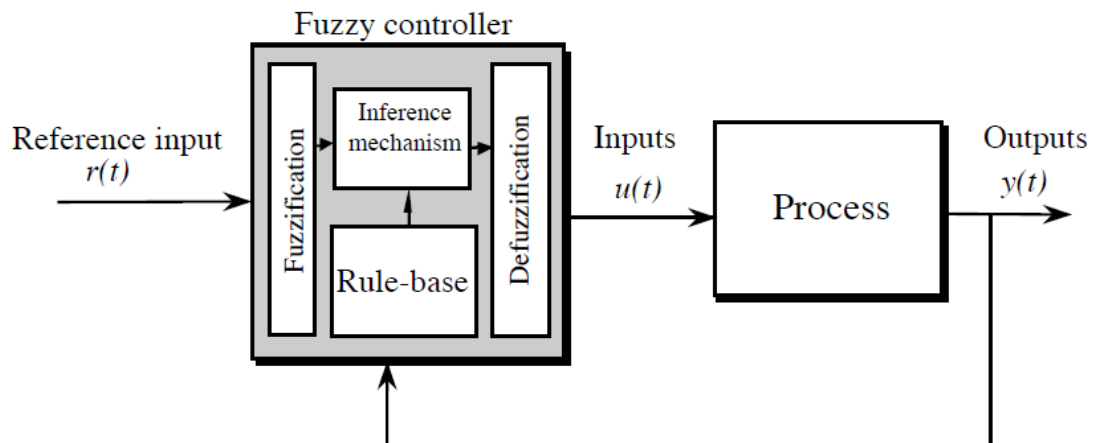 Fuzzy controller
Reference input
r(t)
Fuzzification
Inference
mechanism
Rule-base
Defuzzification
Inputs
u(t)
Process
Outputs
y(t)